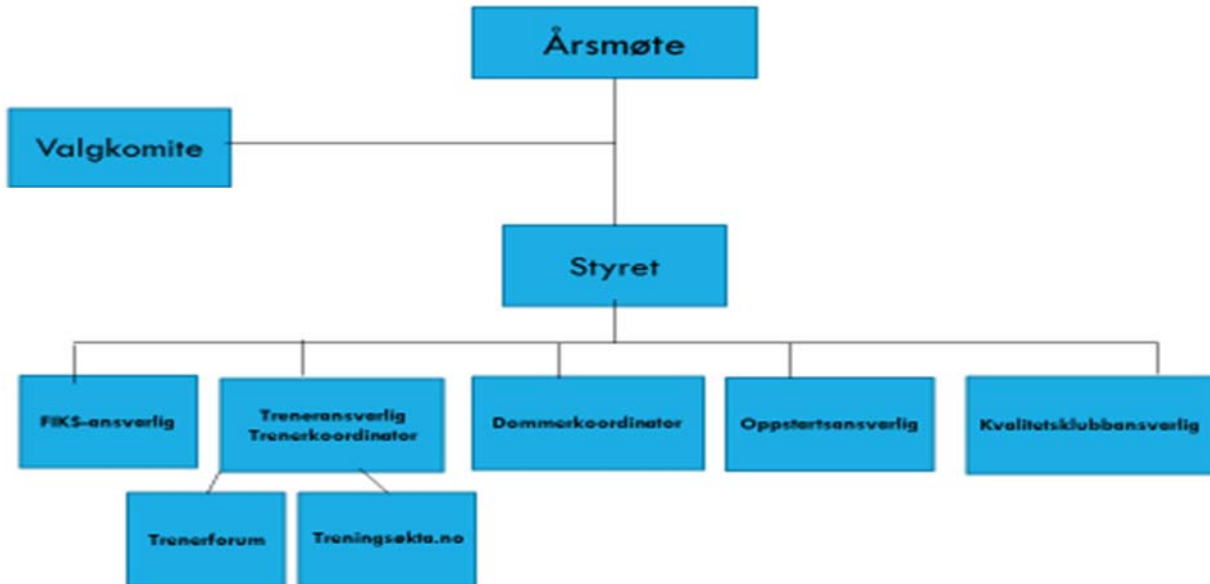 Årsmøte
Valgkomite
Styret
FIKS-ansvarlig
Treneransvarlig
Trenerkoordinator
Dommerkoordinator
Oppstartsansvarlig
Kvalitetsklubbansvarlig
Trenerforum
Treningsøkta.no